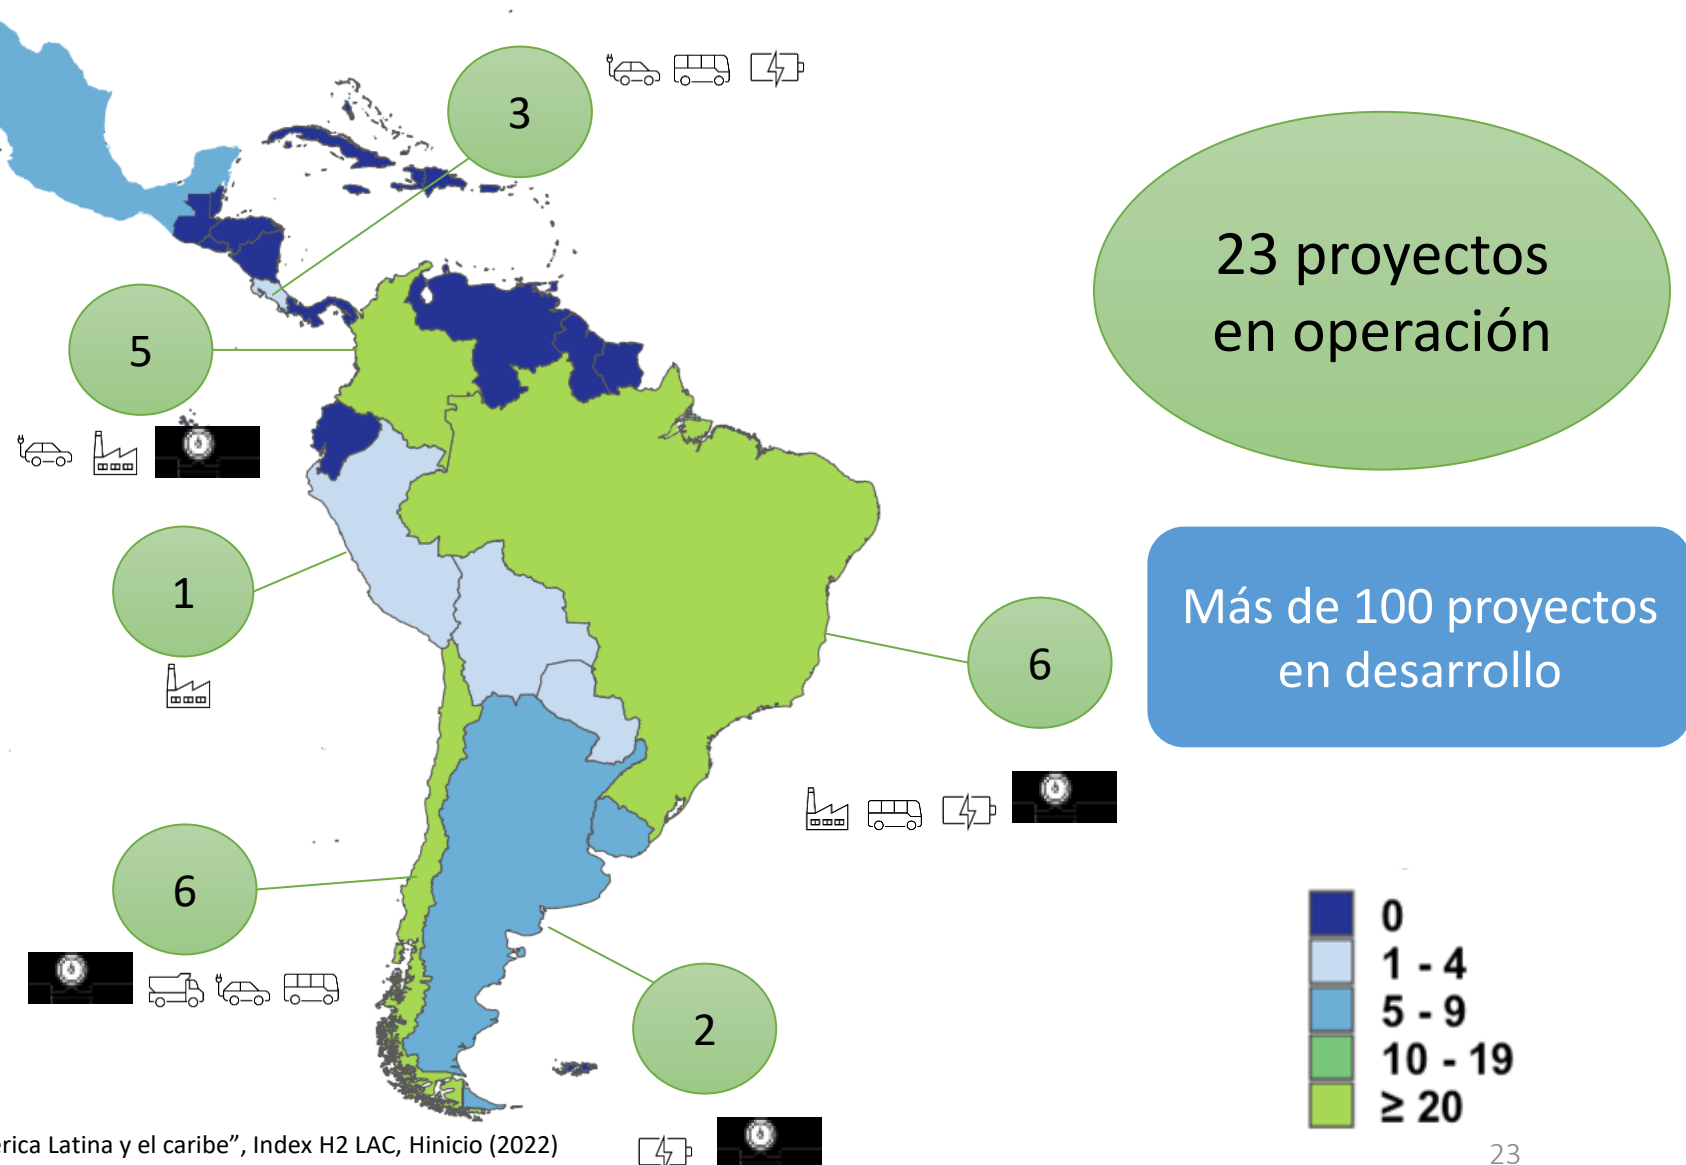 3
23 proyectos
en operación
5
1
Más de 100 proyectos
en desarrollo
6
6
2
0
1 - 4
5 - 9
10 - 19
≥ 20
rica Latina y el caribe”, Index H2 LAC, Hinicio (2022)
23